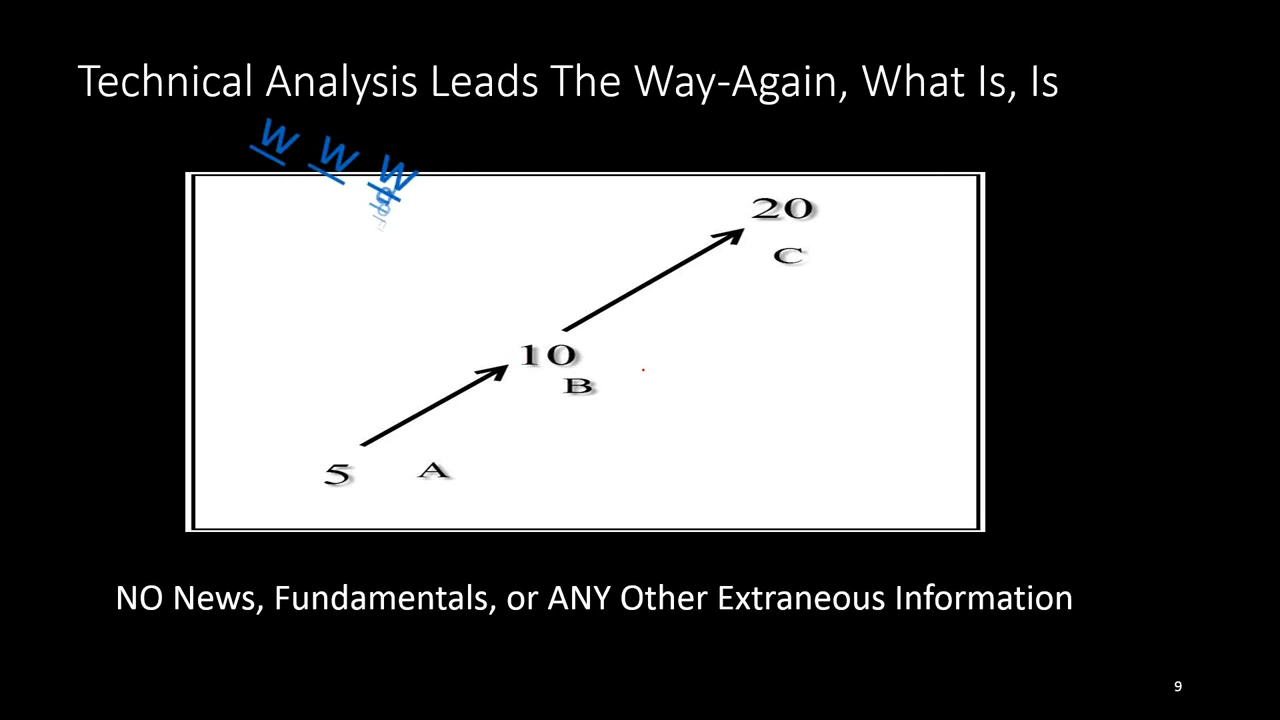 Technical Analysis Leads The Way-Again, What Is, Is
W W W
20
C
10
B
5 A
NO News, Fundamentals, or ANY Other Extraneous Information
9